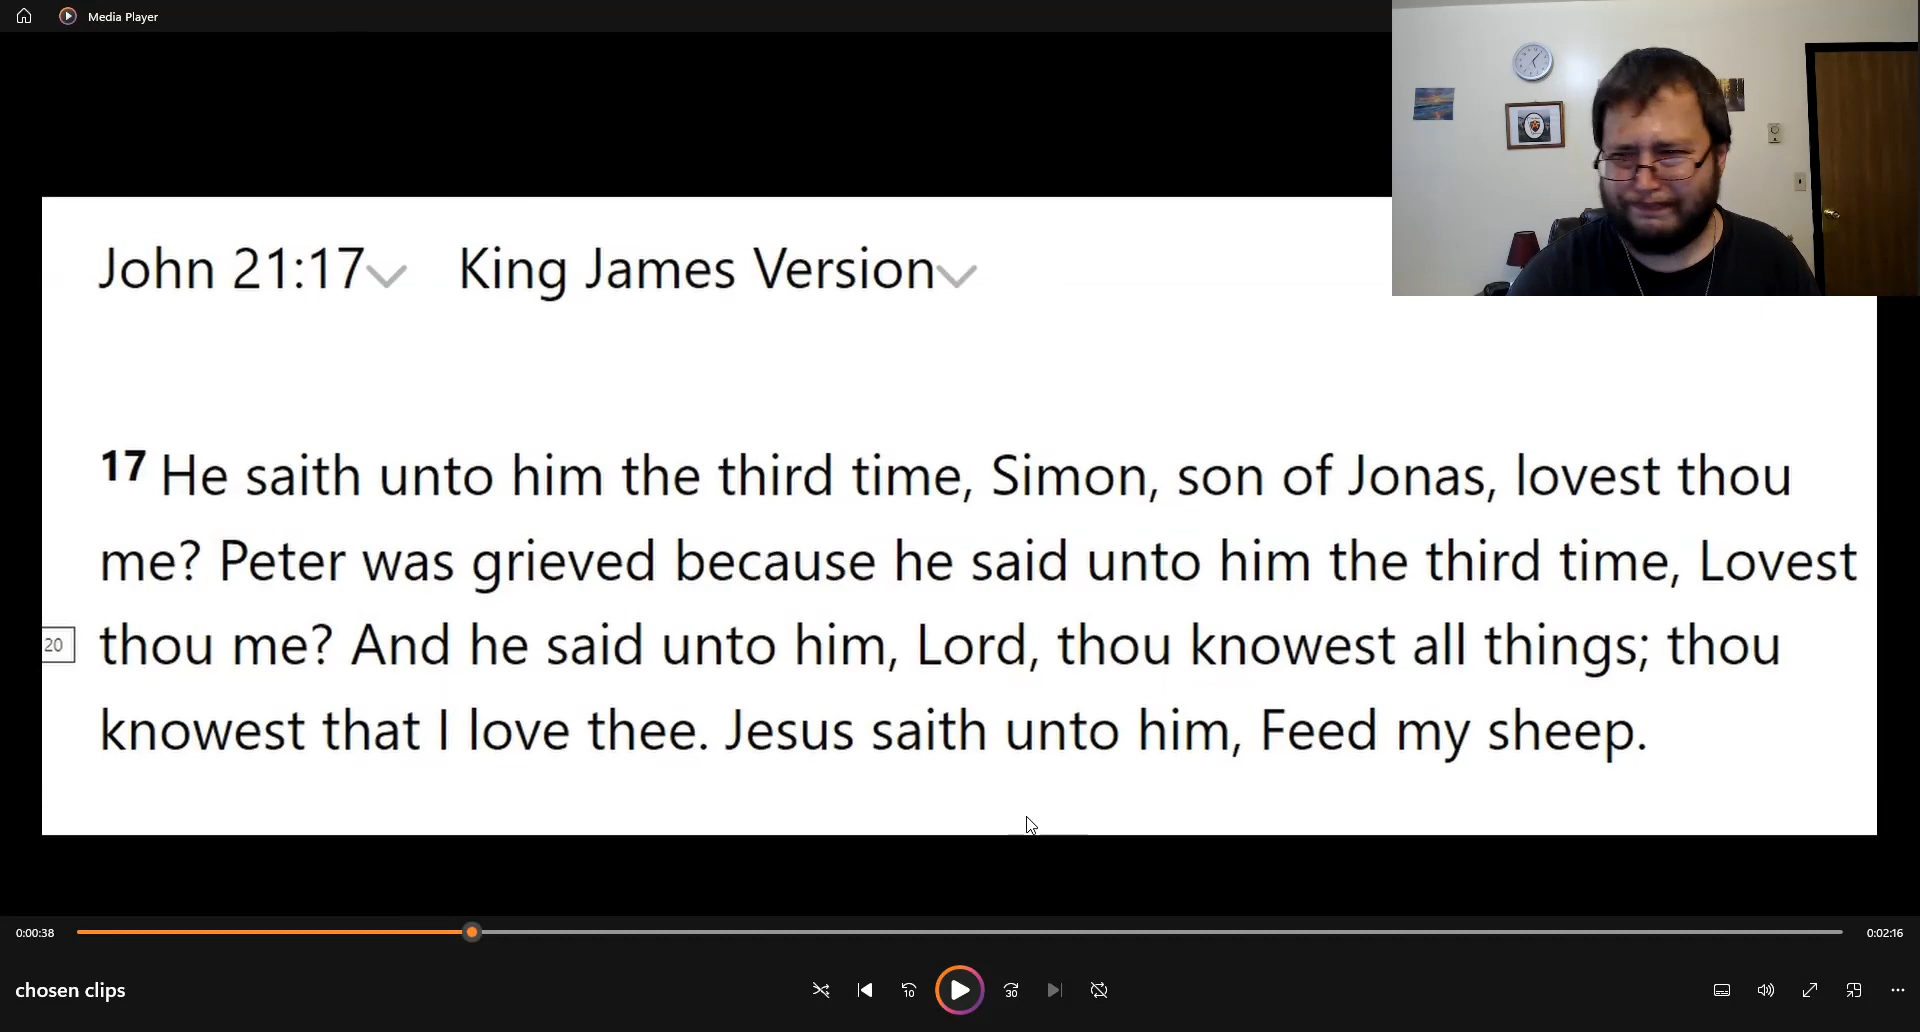 Media Player
John 21:17 King James Version
17 He saith unto him the third time, Simon, son of Jonas, lovest thou
me? Peter was grieved because he said unto him the third time, Lovest
20
thou me? And he said unto him, Lord, thou knowest all things; thou
knowest that I love thee. Jesus saith unto him, Feed my sheep.
0:00:38
0:02:16
chosen clips
10
30